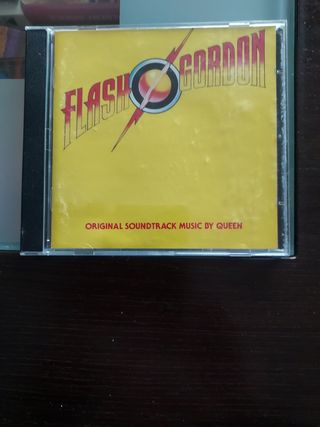 FLASH GORDON
ORIGINAL SOUNDTRACK MUSIC BY QUEEN